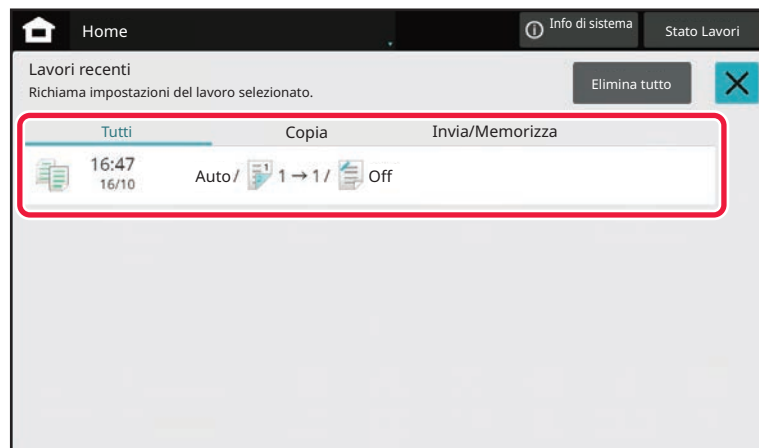 Home
Info di sistema
Stato Lavori
Lavori recenti
Richiama impostazioni del lavoro selezionato.
Elimina tutto
Tutti Copia Invia/Memorizza
16:47
16/10
Auto / 1 1 → 1 / Off